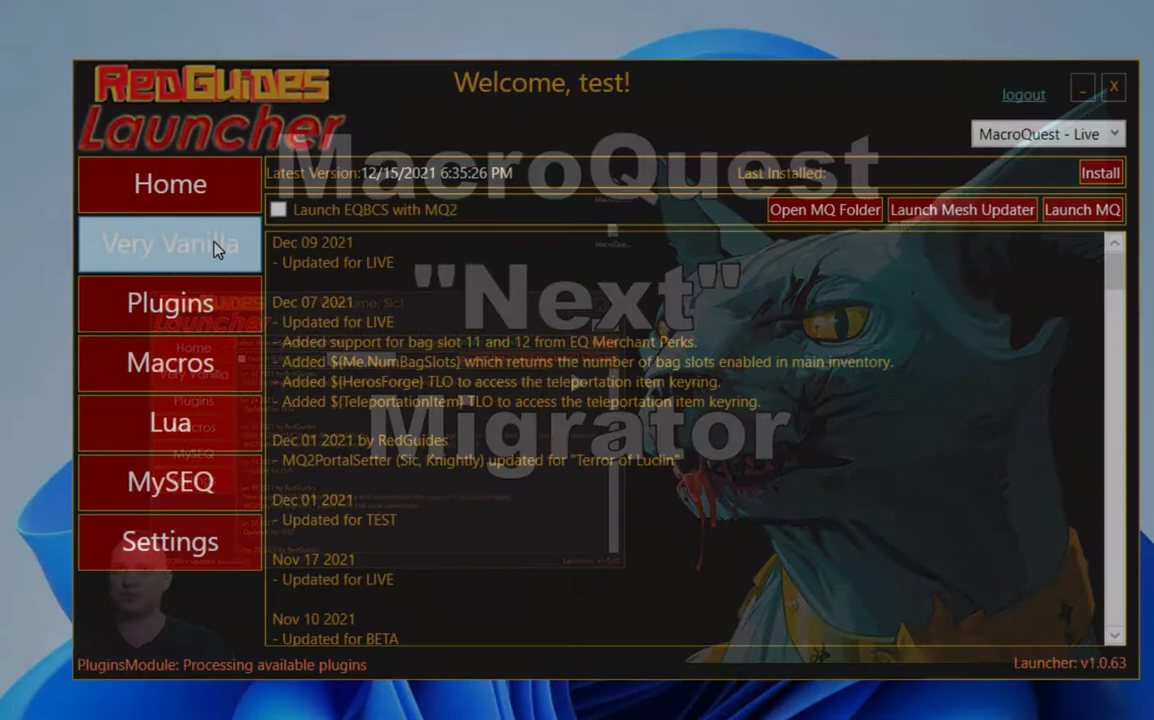 RedGuides
Launcher
Welcome, test!
logout
_
X
MacroQuest - Live
MacroQuest
"Next"
Migrator
Home
Very Vanilla
Plugins
Macros
Lua
MySEQ
Settings
Latest Version:12/15/2021 6:35:26 PM
Last Installed:
Install
Launch EQBCS with MQ2
Open MQ Folder
Launch Mesh Updater
Launch MQ
Dec 09 2021
- Updated for LIVE
Dec 07 2021
- Updated for LIVE
- Added support for bag slot 11 and 12 from EQ Merchant Perks.
- Added ${Me.NumBagSlots} which returns the number of bag slots enabled in main inventory.
- Added ${HerosForge} TLO to access the teleportation item keyring.
- Added ${TeleportationItem} TLO to access the teleportation item keyring.
Dec 01 2021 by RedGuides
- MQ2PortalSetter (Sic, Knightly) updated for "Terror of Luclin"
Dec 01 2021
- Updated for TEST
Nov 17 2021
- Updated for LIVE
Nov 10 2021
- Updated for BETA
PluginsModule: Processing available plugins
Launcher: v1.0.63